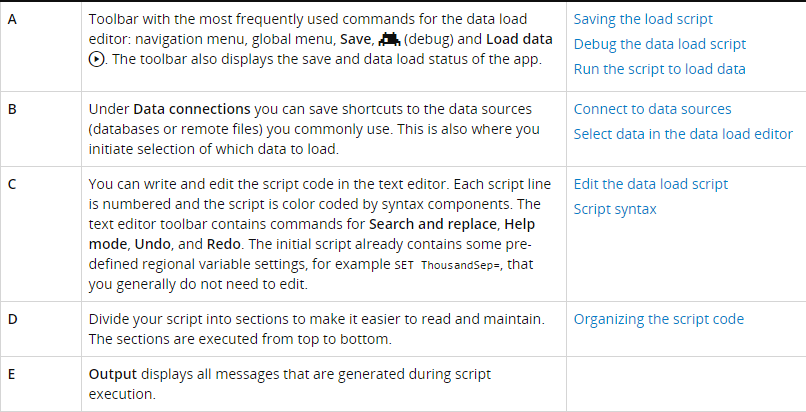 A
Toolbar with the most frequently used commands for the data load
editor: navigation menu, global menu, Save, (debug) and Load data
. The toolbar also displays the save and data load status of the app.
Saving the load script
Debug the data load script
Run the script to load data
B
Under Data connections you can save shortcuts to the data sources
(databases or remote files) you commonly use. This is also where you
initiate selection of which data to load.
Connect to data sources
Select data in the data load editor
C
You can write and edit the script code in the text editor. Each script line
is numbered and the script is color coded by syntax components. The
text editor toolbar contains commands for Search and replace, Help
mode, Undo, and Redo. The initial script already contains some pre-
defined regional variable settings, for example SET ThousandSep=, that
you generally do not need to edit.
Edit the data load script
Script syntax
D
Divide your script into sections to make it easier to read and maintain.
The sections are executed from top to bottom.
Organizing the script code
E
Output displays all messages that are generated during script
execution.